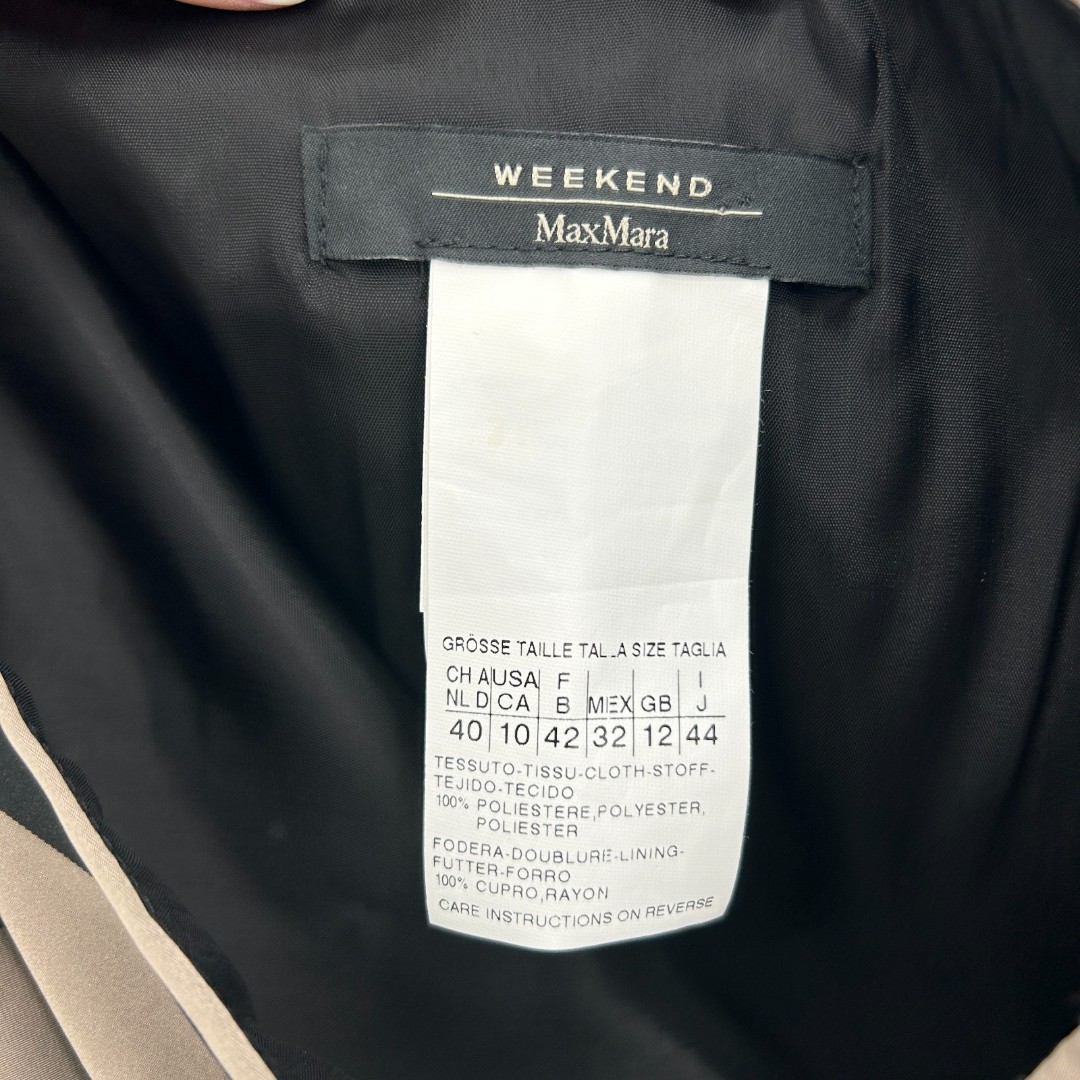 WEEKEND
MaxMara
GRÖSSE TAILLE TALLA SIZE TAGLIA
CH A USA F I
NL D CA B MEX GB J
40 10 42 32 12 44
TESSUTO-TISSU-CLOTH-STOFF-
TEJIDO-TECIDO
100% POLIESTERE,POLYESTER,
POLIESTER
FODERA-DOUBLURE-LINING-
FUTTER-FORRO
100% CUPRO,RAYON
CARE INSTRUCTIONS ON REVERSE